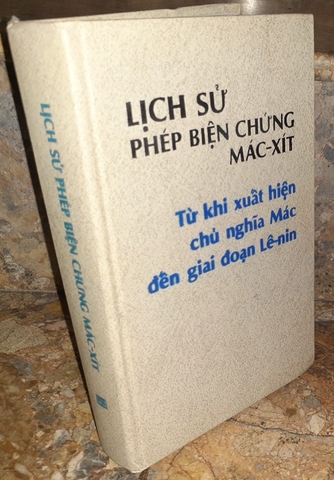 LỊCH SỬ
PHÉP BIỆN CHỨNG
MÁC-XÍT
Từ khi xuất hiện
chủ nghĩa Mác
đến giai đoạn Lê-nin
LỊCH SỬ PHÉP BIỆN CHỨNG MÁC-XÍT